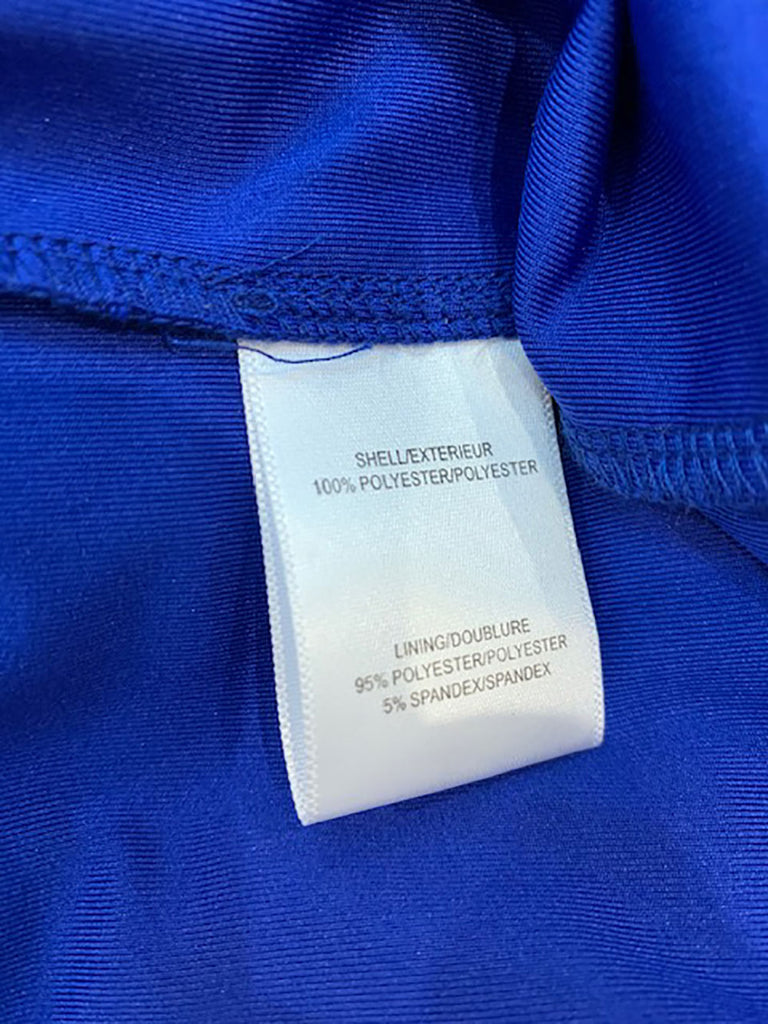 SHELL/EXTERIEUR
100% POLYESTER/POLYESTER
LINING/DOUBLURE
95% POLYESTER/POLYESTER
5% SPANDEX/SPANDEX